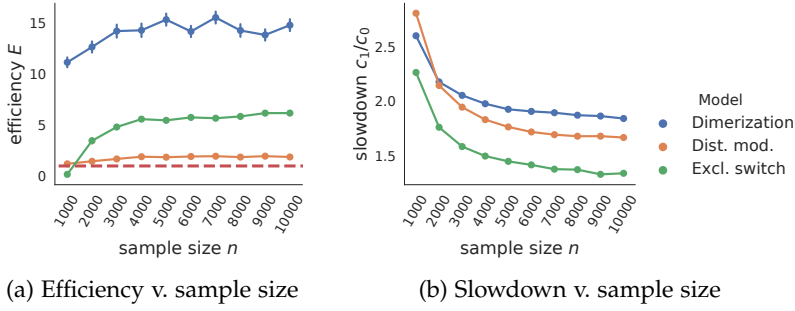 efficiency E
15
10
5
0
1000
2000
3000
4000
5000
6000
7000
8000
9000
10000
sample size n
(a) Efficiency v. sample size
slowdown c₁/c₀
2.5
2.0
1.5
1000
2000
3000
4000
5000
6000
7000
8000
9000
10000
sample size n
(b) Slowdown v. sample size
Model
Dimerization
Dist. mod.
Excl. switch